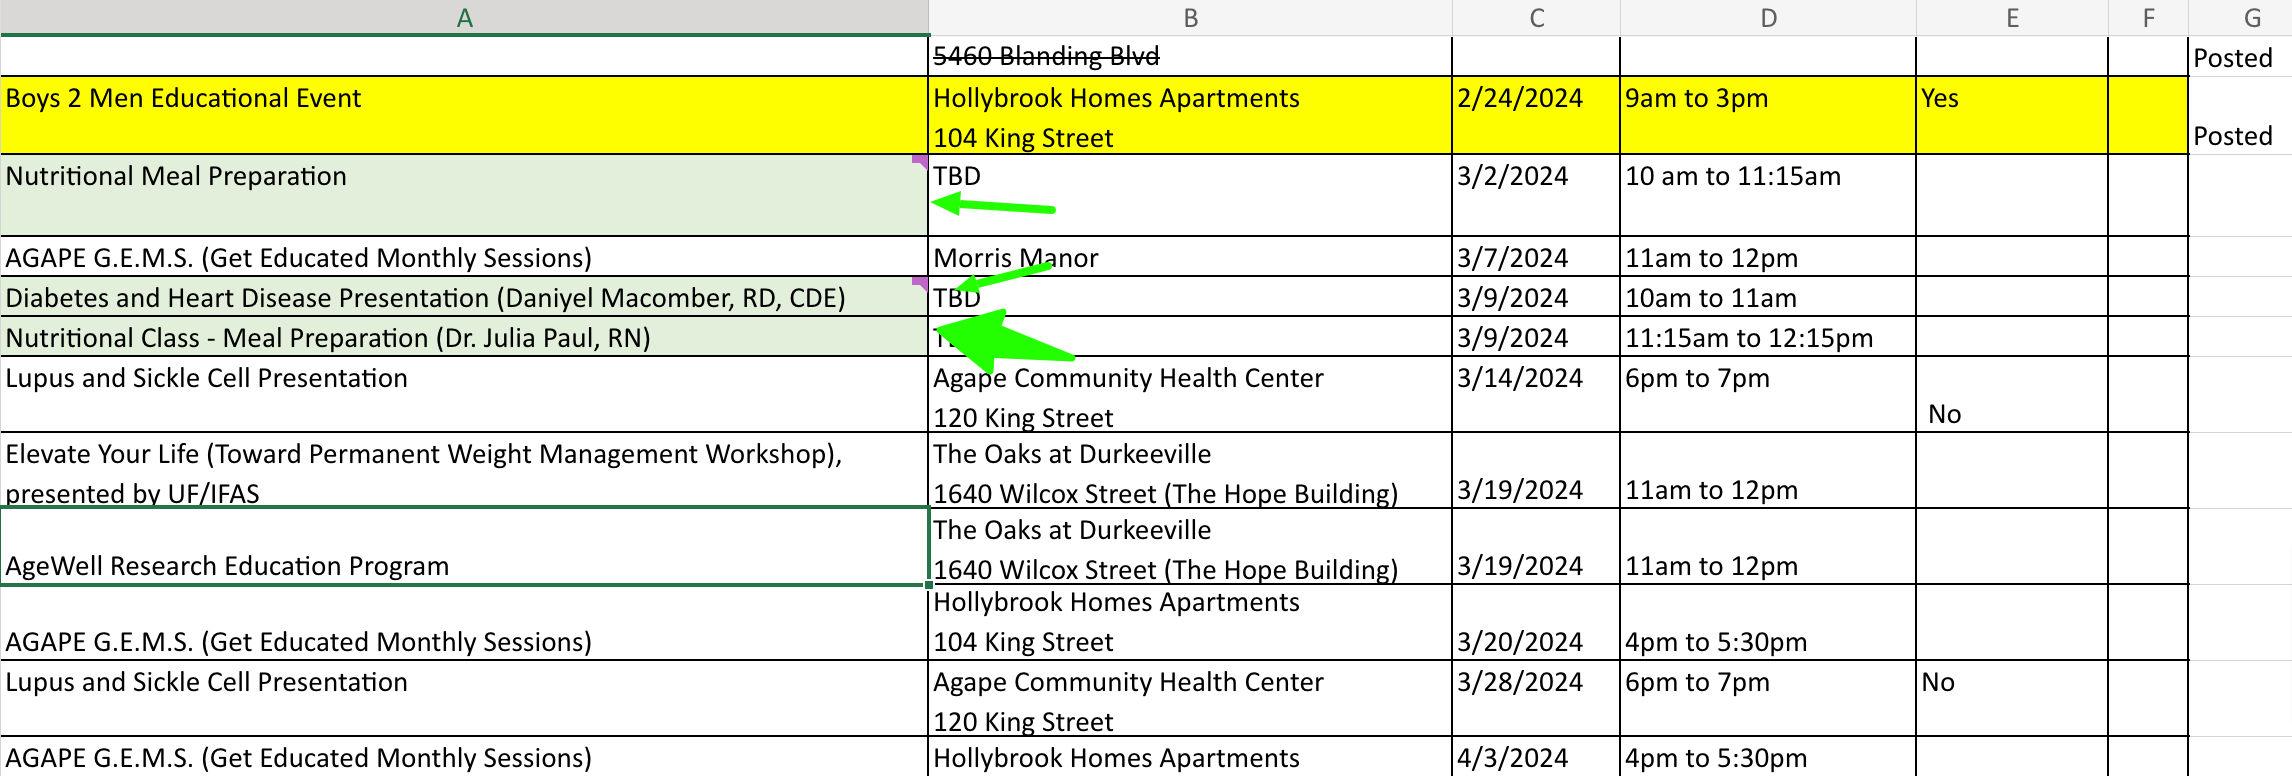 A B C D E F G
5460 Blanding Blvd Posted
Boys 2 Men Educational Event Hollybrook Homes Apartments 2/24/2024 9am to 3pm Yes
104 King Street Posted
Nutritional Meal Preparation TBD 3/2/2024 10 am to 11:15am
AGAPE G.E.M.S. (Get Educated Monthly Sessions) Morris Manor 3/7/2024 11am to 12pm
Diabetes and Heart Disease Presentation (Daniyel Macomber, RD, CDE) TBD 3/9/2024 10am to 11am
Nutritional Class - Meal Preparation (Dr. Julia Paul, RN) 3/9/2024 11:15am to 12:15pm
Lupus and Sickle Cell Presentation Agape Community Health Center 3/14/2024 6pm to 7pm
120 King Street No
Elevate Your Life (Toward Permanent Weight Management Workshop), The Oaks at Durkeeville
presented by UF/IFAS 1640 Wilcox Street (The Hope Building) 3/19/2024 11am to 12pm
The Oaks at Durkeeville
AgeWell Research Education Program 1640 Wilcox Street (The Hope Building) 3/19/2024 11am to 12pm
Hollybrook Homes Apartments
AGAPE G.E.M.S. (Get Educated Monthly Sessions) 104 King Street 3/20/2024 4pm to 5:30pm
Lupus and Sickle Cell Presentation Agape Community Health Center 3/28/2024 6pm to 7pm No
120 King Street
AGAPE G.E.M.S. (Get Educated Monthly Sessions) Hollybrook Homes Apartments 4/3/2024 4pm to 5:30pm